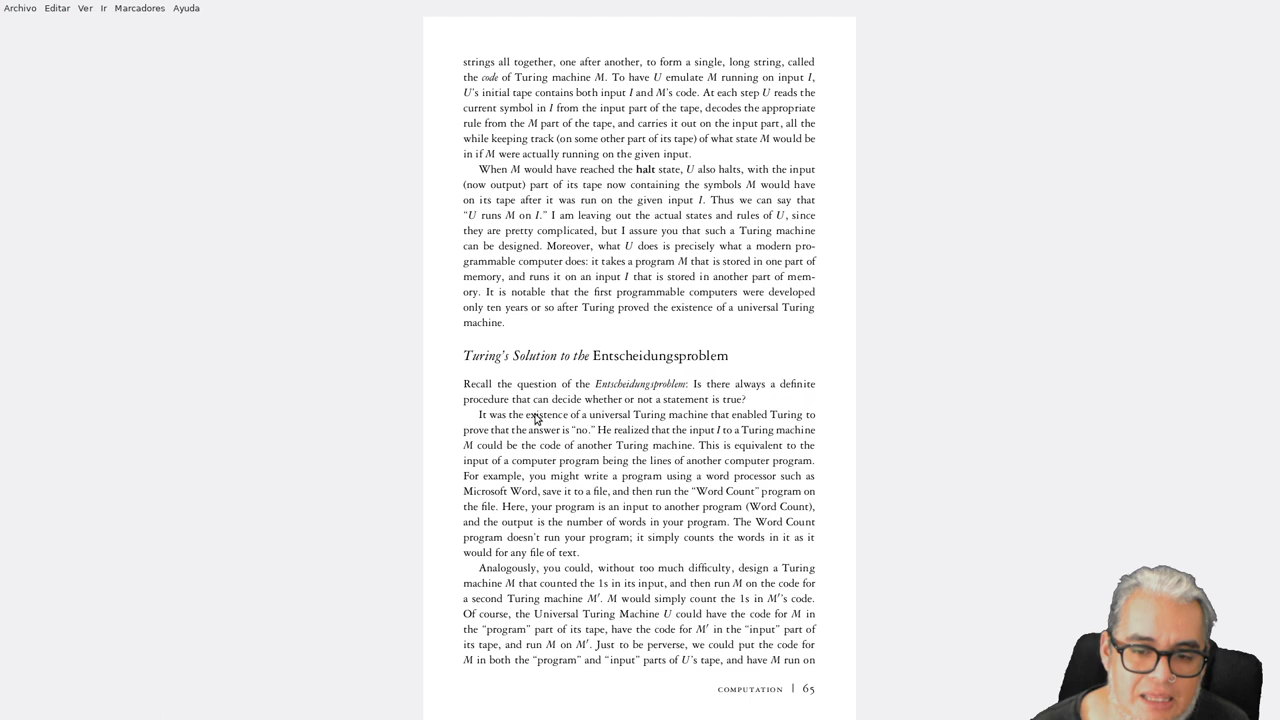 Archivo Editar Ver Ir Marcadores Ayuda
strings all together, one after another, to form a single, long string, called
the code of Turing machine M. To have U emulate M running on input I,
U's initial tape contains both input I and M's code. At each step U reads the
current symbol in I from the input part of the tape, decodes the appropriate
rule from the M part of the tape, and carries it out on the input part, all the
while keeping track (on some other part of its tape) of what state M would be
in if M were actually running on the given input.
When M would have reached the halt state, U also halts, with the input
(now output) part of its tape now containing the symbols M would have
on its tape after it was run on the given input I. Thus we can say that
“U runs M on I.” I am leaving out the actual states and rules of U, since
they are pretty complicated, but I assure you that such a Turing machine
can be designed. Moreover, what U does is precisely what a modern pro-
grammable computer does: it takes a program M that is stored in one part of
memory, and runs it on an input I that is stored in another part of mem-
ory. It is notable that the first programmable computers were developed
only ten years or so after Turing proved the existence of a universal Turing
machine.
Turing's Solution to the Entscheidungsproblem
Recall the question of the Entscheidungsproblem: Is there always a definite
procedure that can decide whether or not a statement is true?
It was the existence of a universal Turing machine that enabled Turing to
prove that the answer is “no.” He realized that the input I to a Turing machine
M could be the code of another Turing machine. This is equivalent to the
input of a computer program being the lines of another computer program.
For example, you might write a program using a word processor such as
Microsoft Word, save it to a file, and then run the “Word Count” program on
the file. Here, your program is an input to another program (Word Count),
and the output is the number of words in your program. The Word Count
program doesn't run your program; it simply counts the words in it as it
would for any file of text.
Analogously, you could, without too much difficulty, design a Turing
machine M that counted the 1s in its input, and then run M on the code for
a second Turing machine M′. M would simply count the 1s in M′'s code.
Of course, the Universal Turing Machine U could have the code for M in
the “program” part of its tape, have the code for M′ in the “input” part of
its tape, and run M on M′. Just to be perverse, we could put the code for
M in both the “program” and “input” parts of U's tape, and have M run on
COMPUTATION | 65